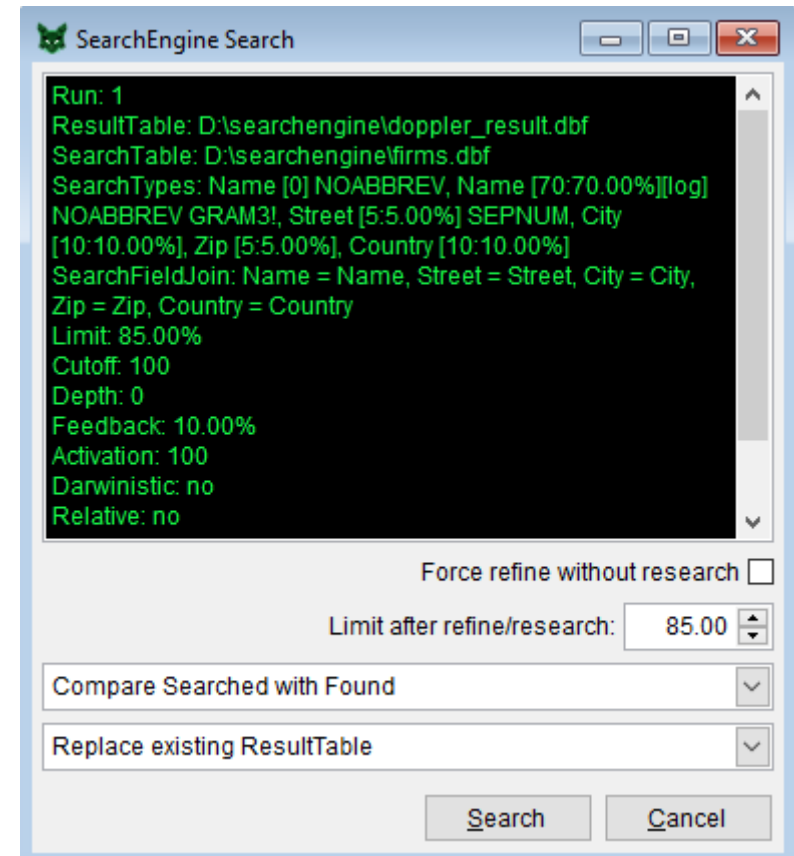 SearchEngine Search
Run: 1
ResultTable: D:\searchengine\doppler_result.dbf
SearchTable: D:\searchengine\firms.dbf
SearchTypes: Name [0] NOABBREV, Name [70:70.00%][log]
NOABBREV GRAM3!, Street [5:5.00%] SEPNUM, City
[10:10.00%], Zip [5:5.00%], Country [10:10.00%]
SearchFieldJoin: Name = Name, Street = Street, City = City,
Zip = Zip, Country = Country
Limit: 85.00%
Cutoff: 100
Depth: 0
Feedback: 10.00%
Activation: 100
Darwinistic: no
Relative: no
Force refine without research
Limit after refine/research: 85.00
Compare Searched with Found
Replace existing ResultTable
Search Cancel